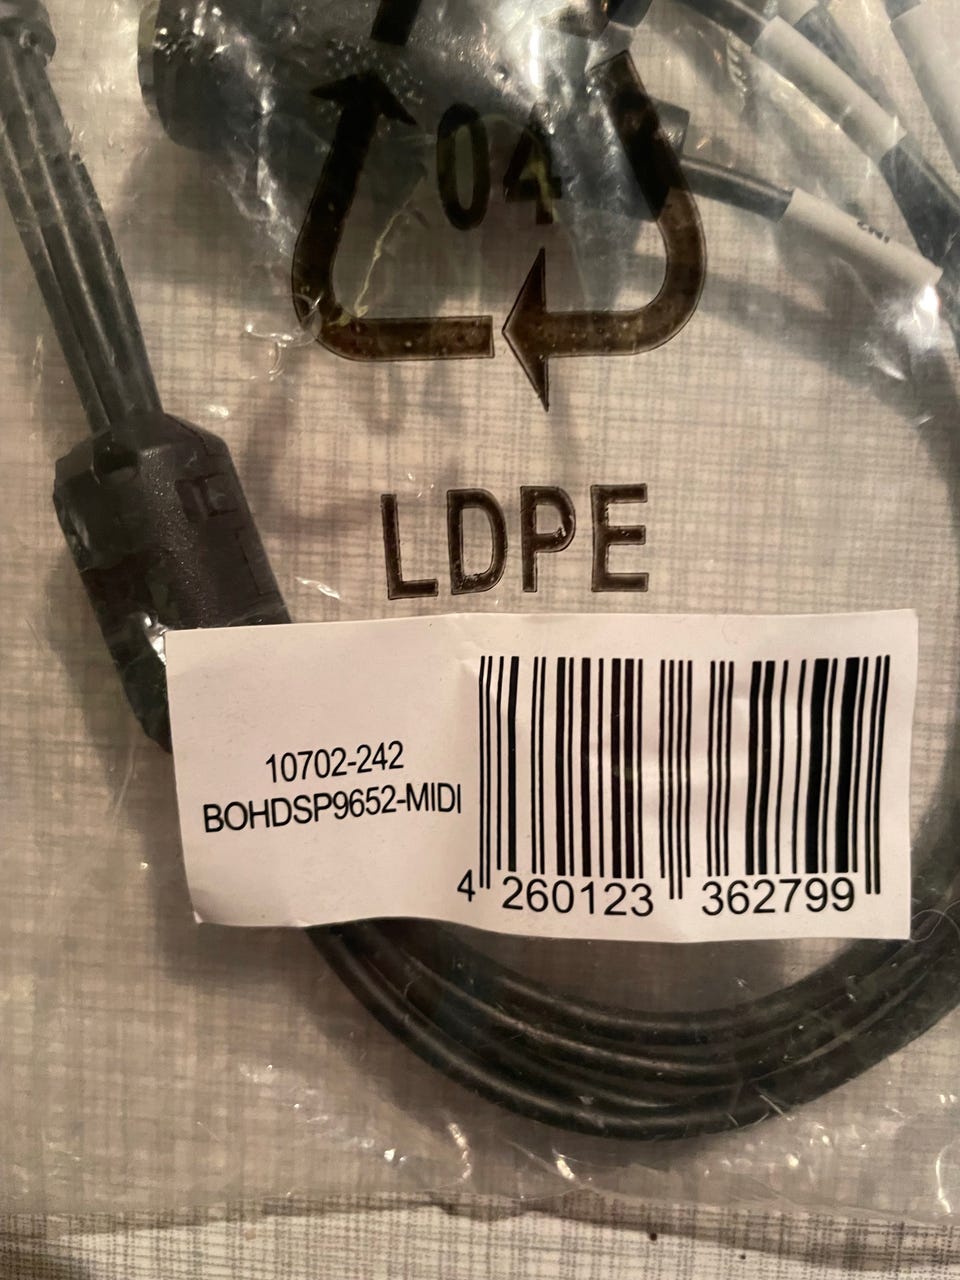 04
LDPE
10702-242
BOHDSP9652-MIDI
4 260123 362799